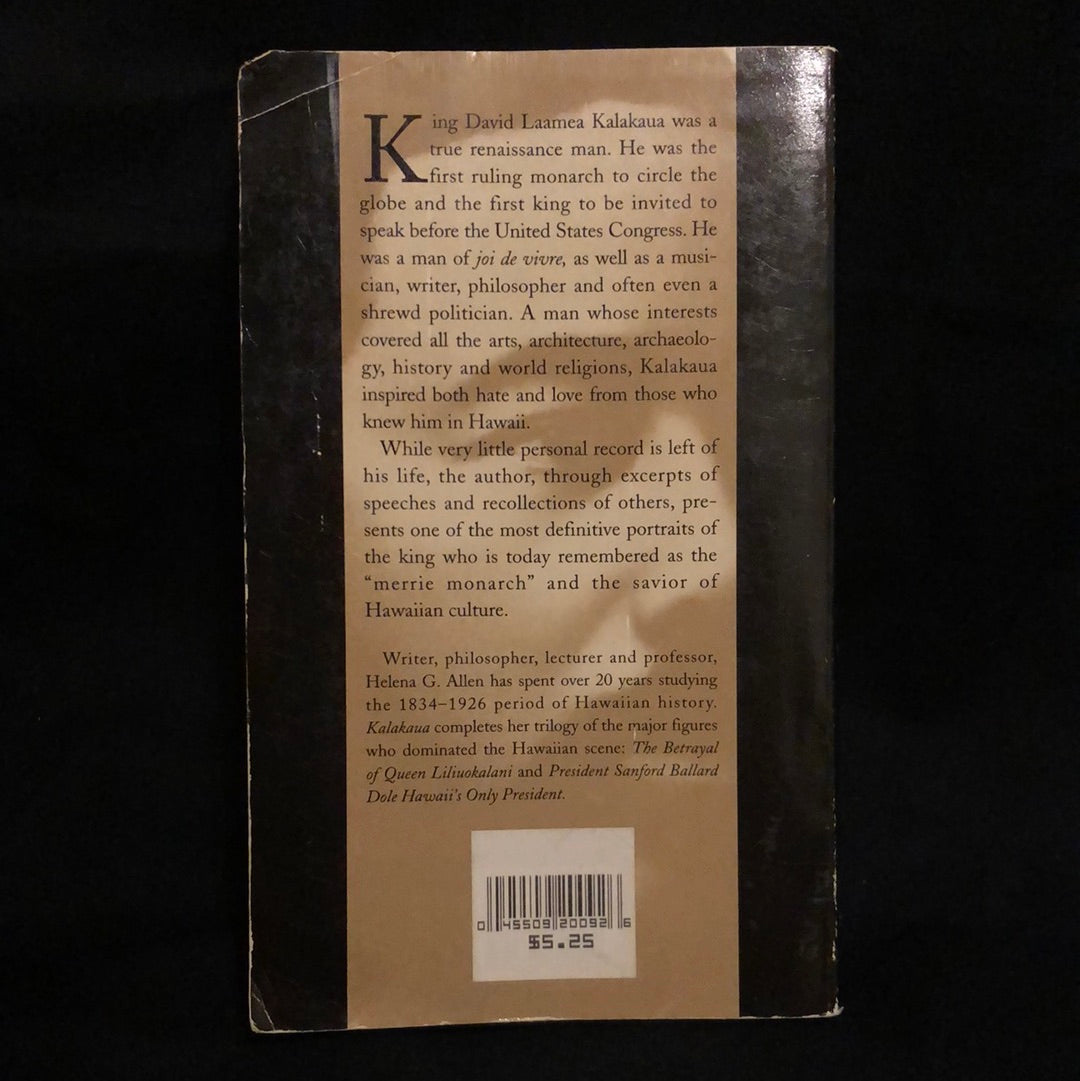 King David Laamea Kalakaua was a
true renaissance man. He was the
first ruling monarch to circle the
globe and the first king to be invited to
speak before the United States Congress. He
was a man of joi de vivre, as well as a musi-
cian, writer, philosopher and often even a
shrewd politician. A man whose interests
covered all the arts, architecture, archaeolo-
gy, history and world religions, Kalakaua
inspired both hate and love from those who
knew him in Hawaii.
While very little personal record is left of
his life, the author, through excerpts of
speeches and recollections of others, pre-
sents one of the most definitive portraits of
the king who is today remembered as the
“merrie monarch” and the savior of
Hawaiian culture.
Writer, philosopher, lecturer and professor,
Helena G. Allen has spent over 20 years studying
the 1834–1926 period of Hawaiian history.
Kalakaua completes her trilogy of the major figures
who dominated the Hawaiian scene: The Betrayal
of Queen Liliuokalani and President Sanford Ballard
Dole Hawaii's Only President.
0 45509 20092 6
$5.25